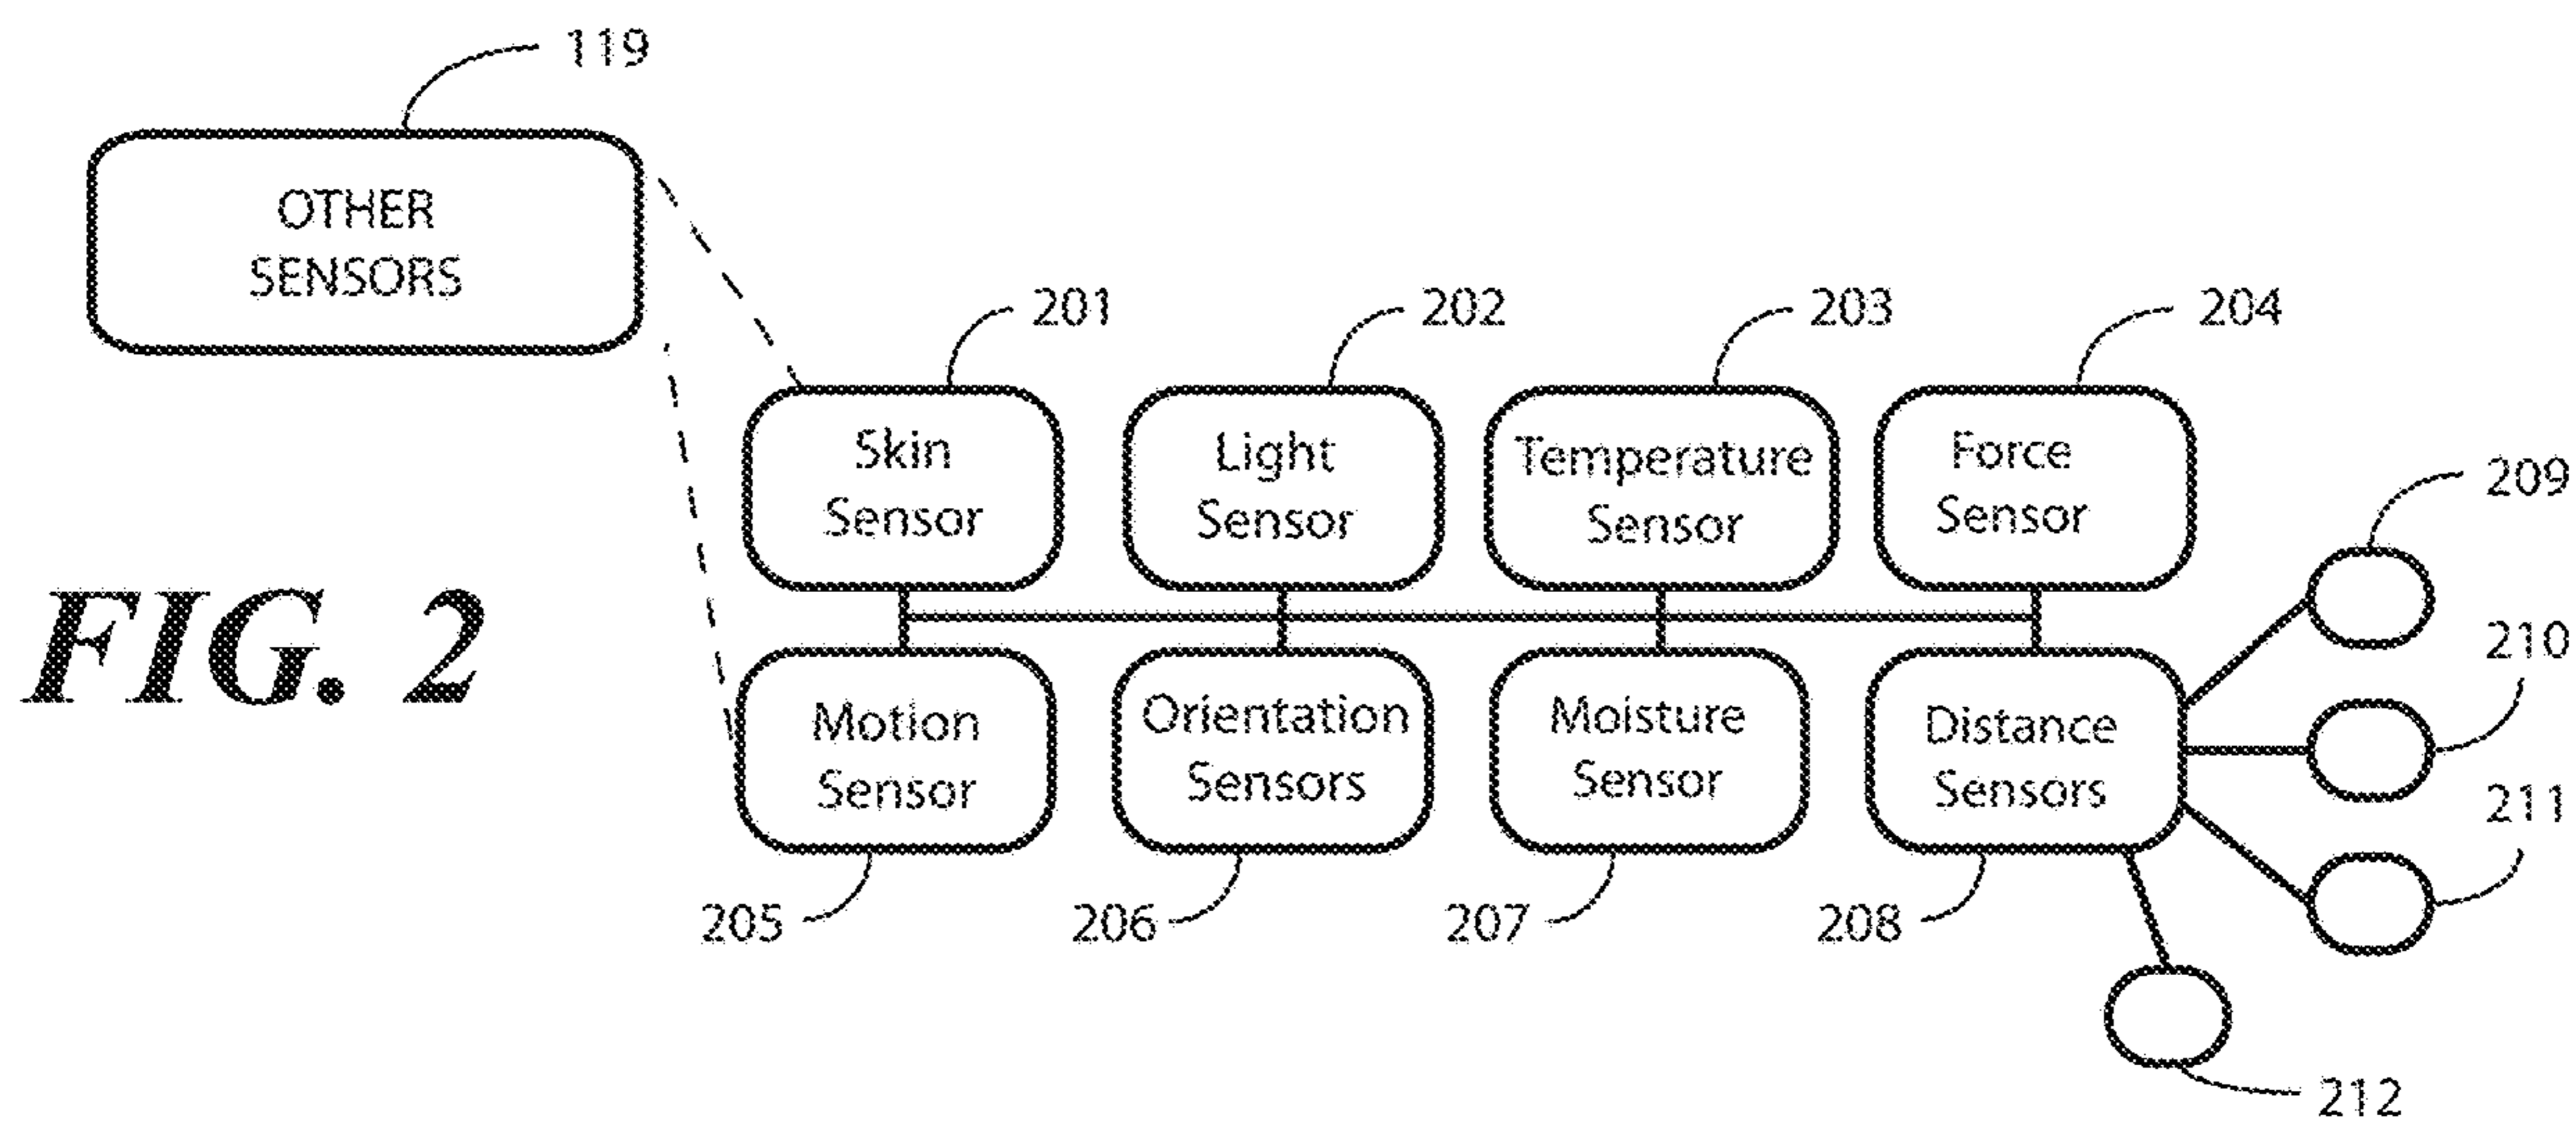 119
OTHER
SENSORS
201
202
203
204
Skin
Sensor
Light
Sensor
Temperature
Sensor
Force
Sensor
209
FIG. 2
210
Motion
Sensor
Orientation
Sensors
Moisture
Sensor
Distance
Sensors
211
205
206
207
208
212